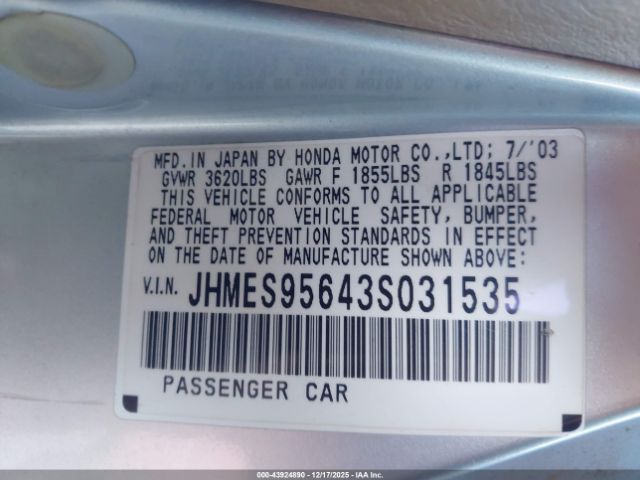 MFD.IN JAPAN BY HONDA MOTOR CO.,LTD; 7/'03
GVWR 3620LBS GAWR F 1855LBS R 1845LBS
THIS VEHICLE CONFORMS TO ALL APPLICABLE
FEDERAL MOTOR VEHICLE SAFETY, BUMPER,
AND THEFT PREVENTION STANDARDS IN EFFECT
ON THE DATE OF MANUFACTURE SHOWN ABOVE:
V.I.N. JHMES95643S031535
PASSENGER CAR
000-43924890 - 12/17/2025 - IAA Inc.